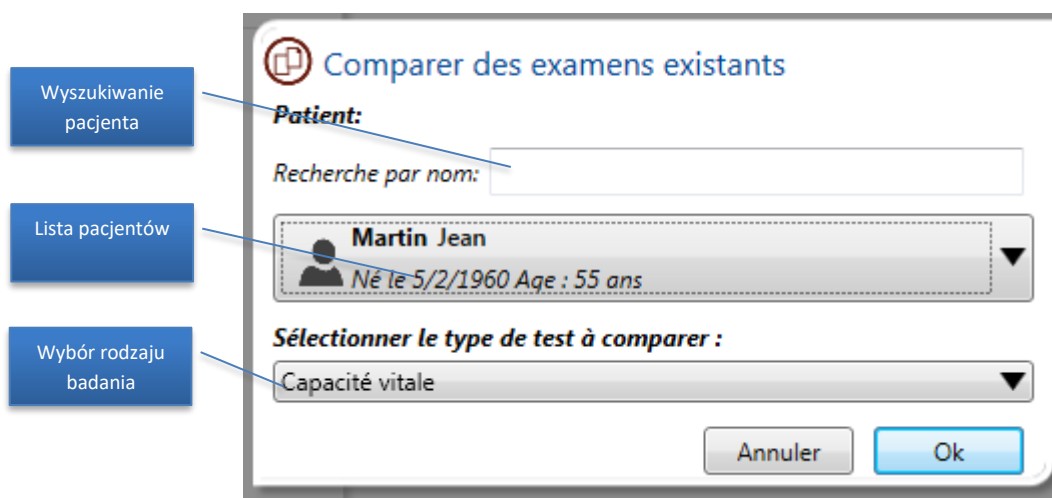 Comparer des examens existants
Wyszukiwanie
pacjenta
Patient:
Recherche par nom:
Lista pacjentów
Martin Jean
Né le 5/2/1960 Age : 55 ans
Sélectionner le type de test à comparer :
Wybór rodzaju
badania
Capacité vitale
Annuler
Ok